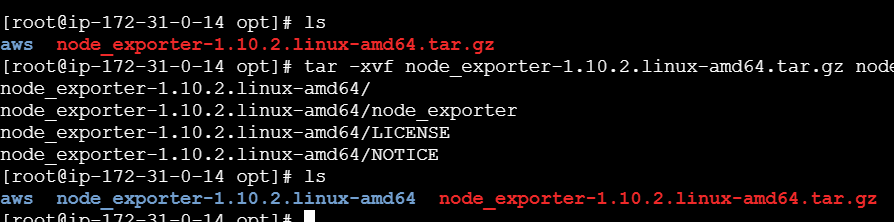 [root@ip-172-31-0-14 opt]# ls
aws  node_exporter-1.10.2.linux-amd64.tar.gz
[root@ip-172-31-0-14 opt]# tar -xvf node_exporter-1.10.2.linux-amd64.tar.gz node
node_exporter-1.10.2.linux-amd64/
node_exporter-1.10.2.linux-amd64/node_exporter
node_exporter-1.10.2.linux-amd64/LICENSE
node_exporter-1.10.2.linux-amd64/NOTICE
[root@ip-172-31-0-14 opt]# ls
aws  node_exporter-1.10.2.linux-amd64  node_exporter-1.10.2.linux-amd64.tar.gz
[root@ip-172-31-0-14 opt]#